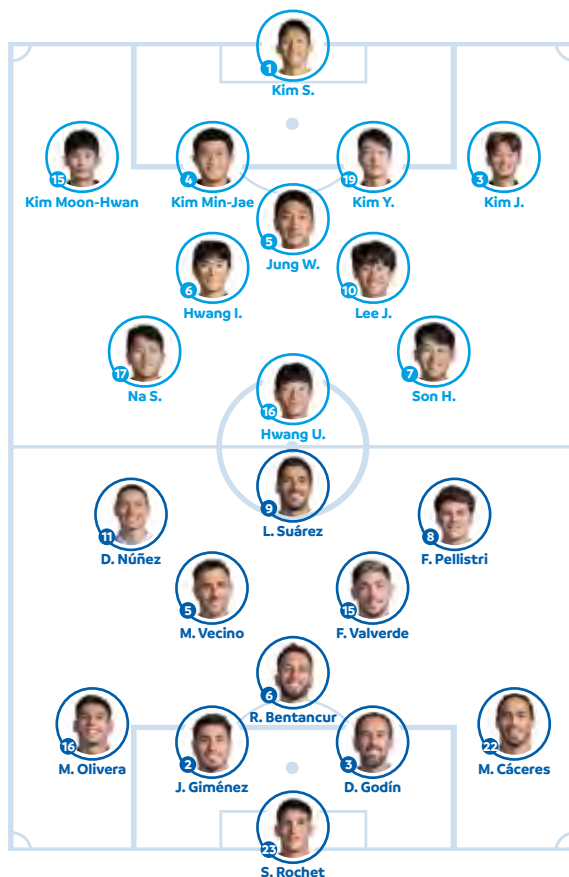 1
Kim S.
15
Kim Moon-Hwan
4
Kim Min-Jae
19
Kim Y.
3
Kim J.
5
Jung W.
6
Hwang I.
10
Lee J.
17
Na S.
7
Son H.
16
Hwang U.
9
L. Suárez
11
D. Núñez
8
F. Pellistri
5
M. Vecino
15
F. Valverde
6
R. Bentancur
16
M. Olivera
2
J. Giménez
3
D. Godín
22
M. Cáceres
23
S. Rochet